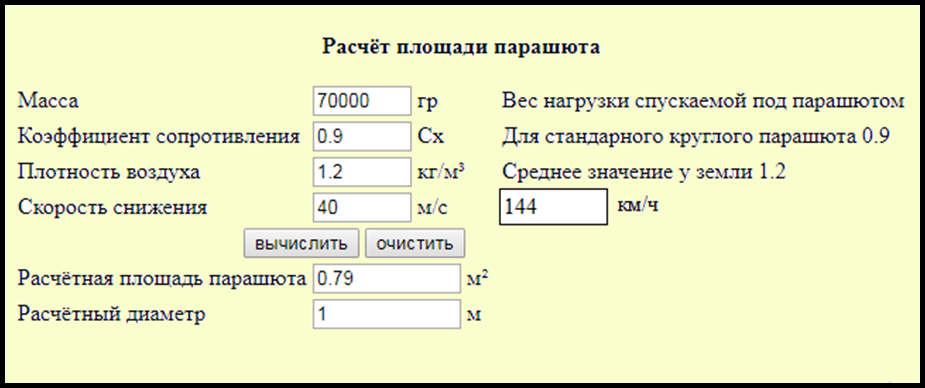 Расчёт площади парашюта
Масса 70000 гр Вес нагрузки спускаемой под парашютом
Коэффициент сопротивления 0.9 Cx Для стандарного круглого парашюта 0.9
Плотность воздуха 1.2 кг/м³ Среднее значение у земли 1.2
Скорость снижения 40 м/с 144 км/ч
вычислить очистить
Расчётная площадь парашюта 0.79 м²
Расчётный диаметр 1 м